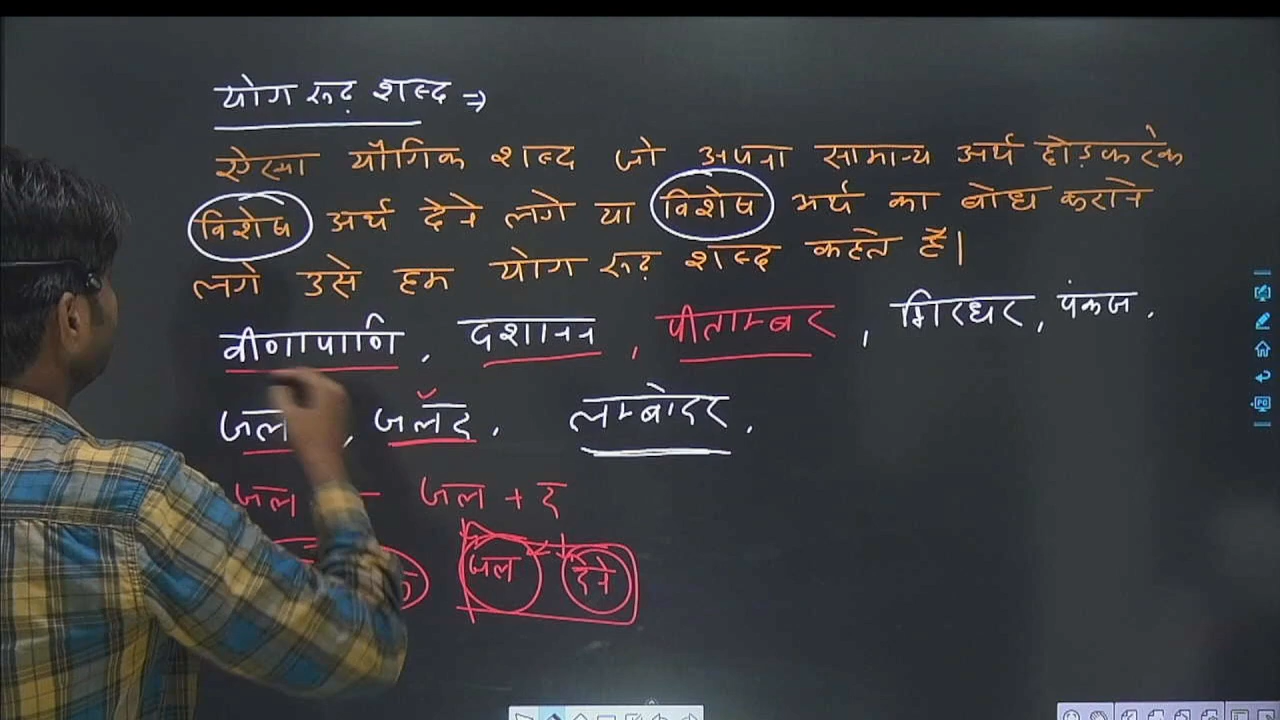 योग रूढ़ शब्द ⇒
ऐसा यौगिक शब्द जो अपना सामान्य अर्थ छोड़ करके
विशेष अर्थ देने लगे या विशेष अर्थ का बोध कराने
लगे उसे हम योग रूढ़ शब्द कहते हैं।
वीणापाणि, दशानन, पीताम्बर, गिरधर, पंकज,
जल, जलद, लम्बोदर,
जल - जल + द
जल देने